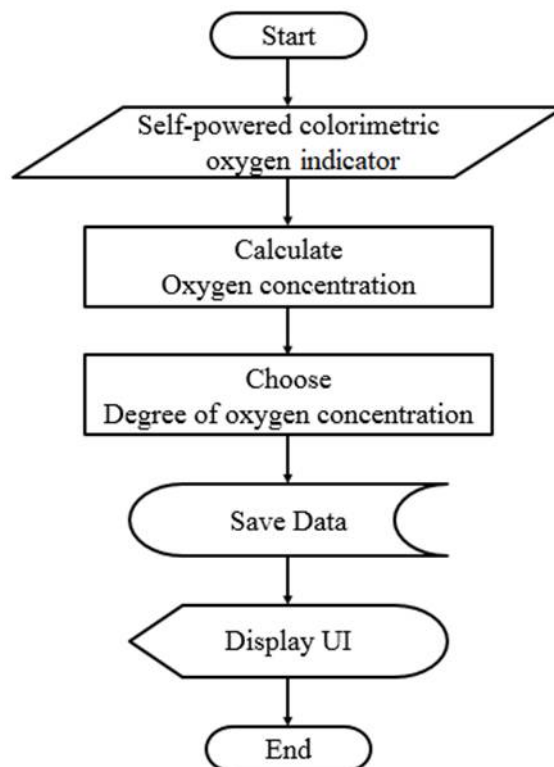 Start
Self-powered colorimetric
oxygen indicator
Calculate
Oxygen concentration
Choose
Degree of oxygen concentration
Save Data
Display UI
End